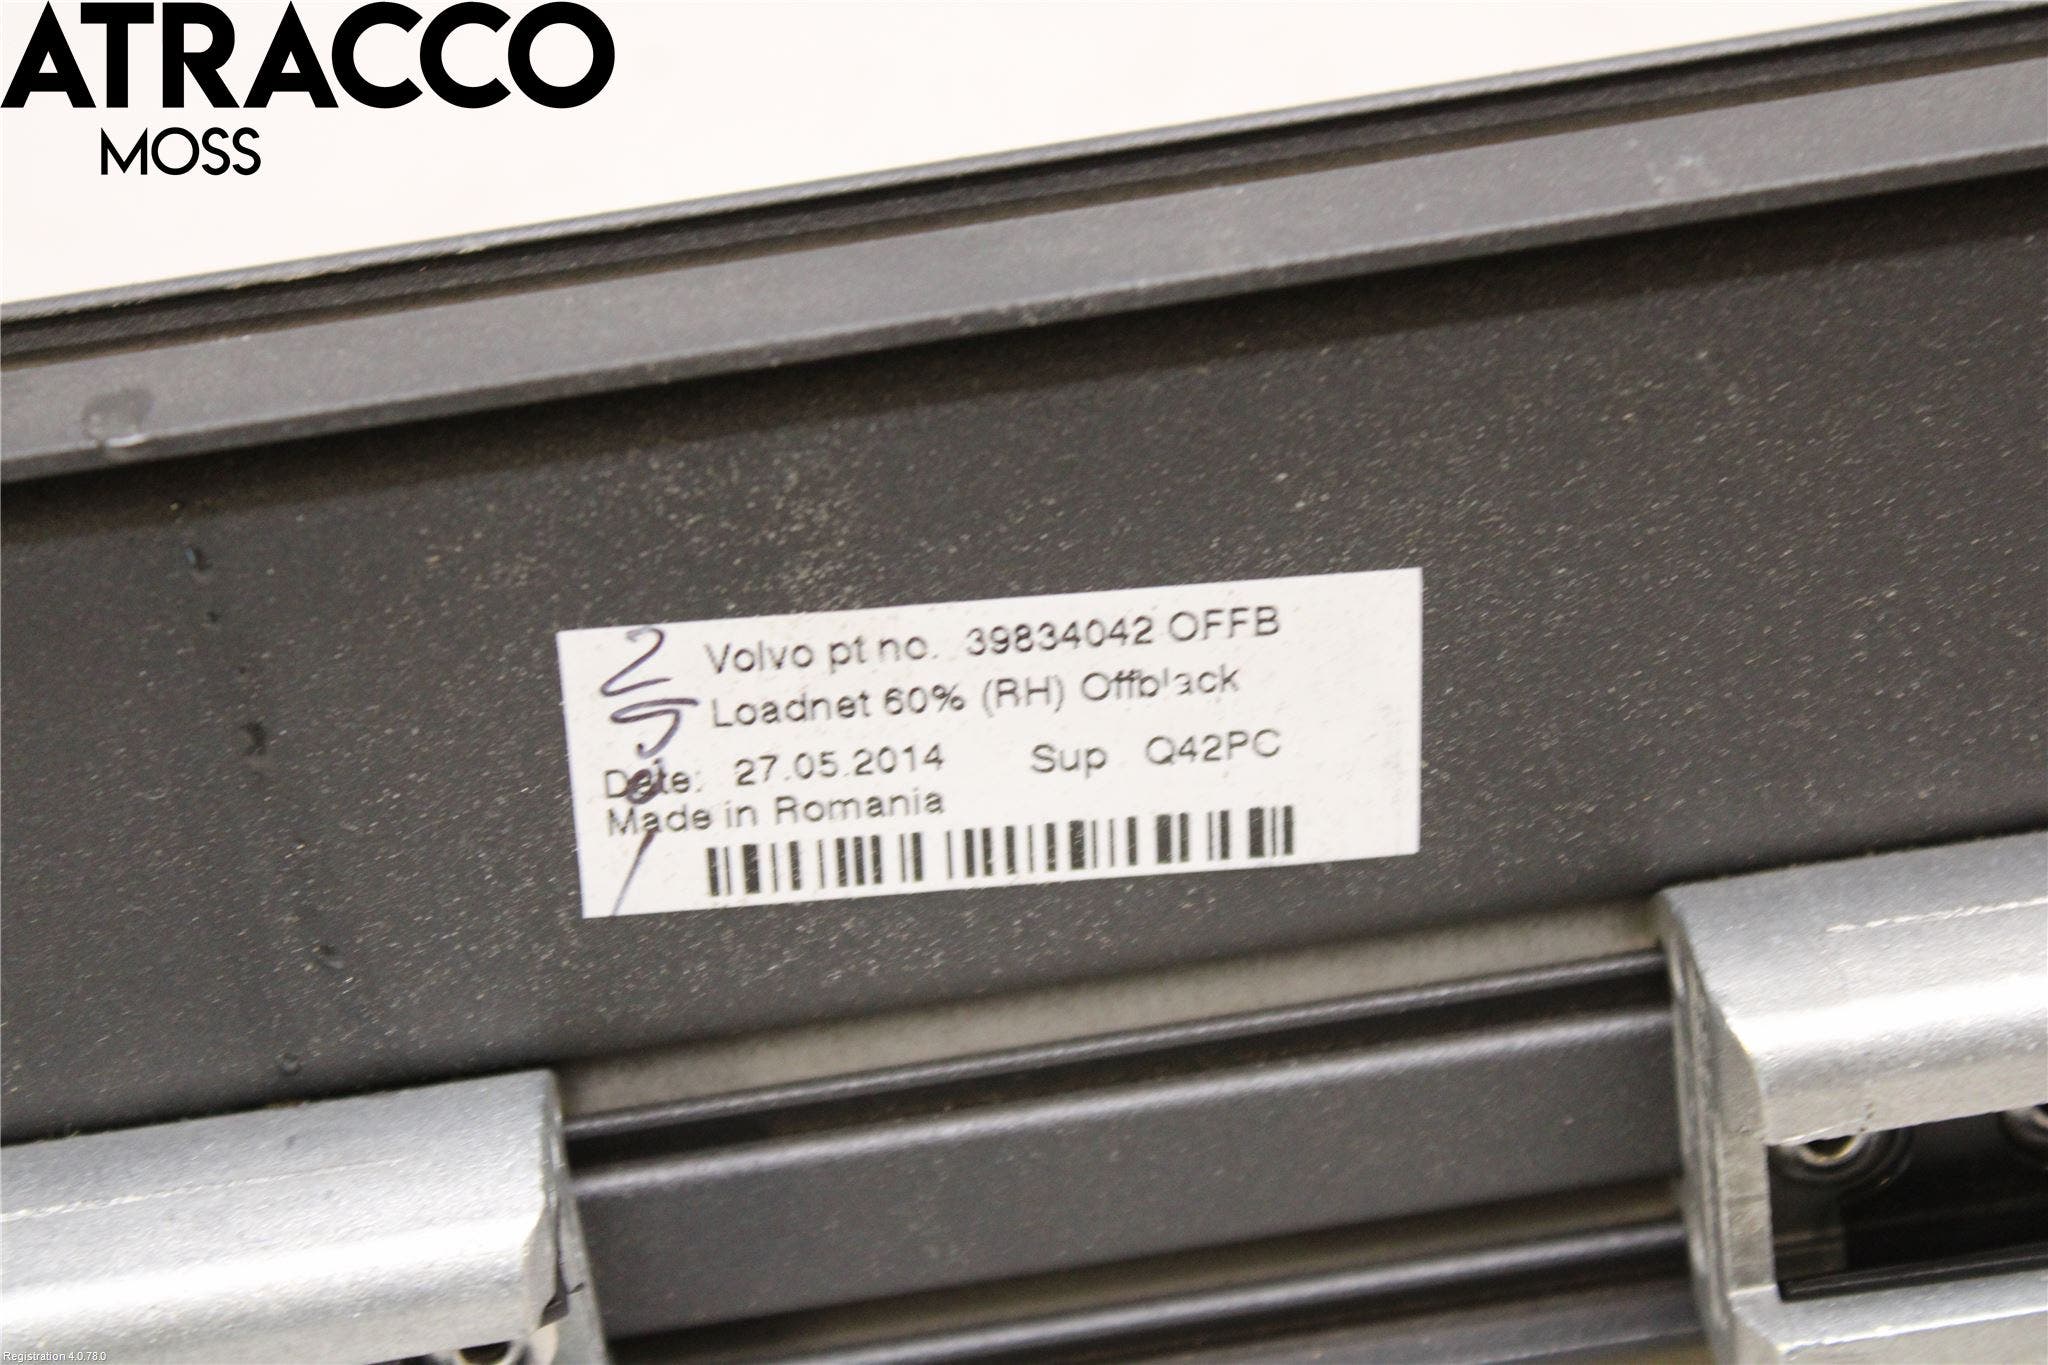 ATRACCO
MOSS
Volvo pt no. 39834042 OFFB
Loadnet 60% (RH) Offblack
Date: 27.05.2014 Sup Q42PC
Made in Romania
Registration 4.0.78.0